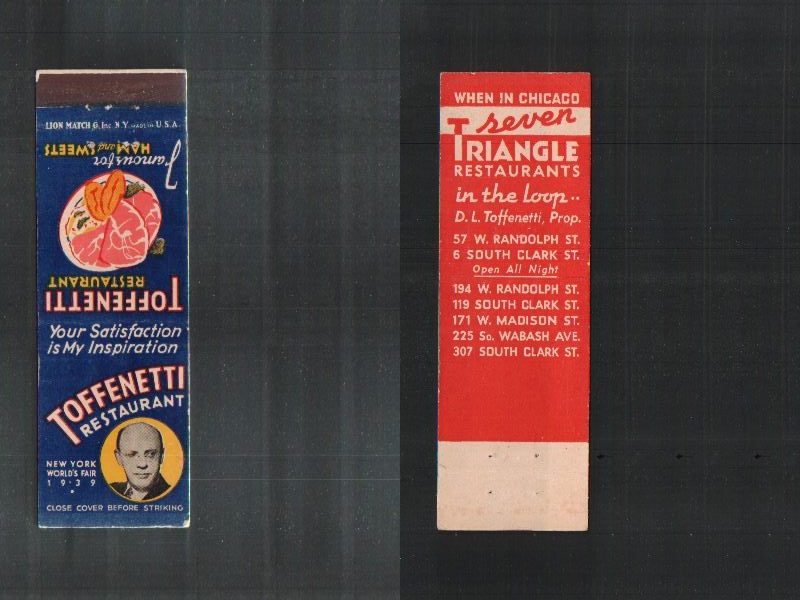 LION MATCH Co., Inc. N.Y. MADE IN U.S.A.
Famous for
HAM and SWEETS
TOFFENETTI
RESTAURANT
Your Satisfaction
is My Inspiration
TOFFENETTI
RESTAURANT
NEW YORK
WORLD'S FAIR
1939
CLOSE COVER BEFORE STRIKING
WHEN IN CHICAGO
seven
TRIANGLE
RESTAURANTS
in the loop..
D. L. Toffenetti, Prop.
57 W. RANDOLPH ST.
6 SOUTH CLARK ST.
Open All Night
194 W. RANDOLPH ST.
119 SOUTH CLARK ST.
171 W. MADISON ST.
225 So. WABASH AVE.
307 SOUTH CLARK ST.